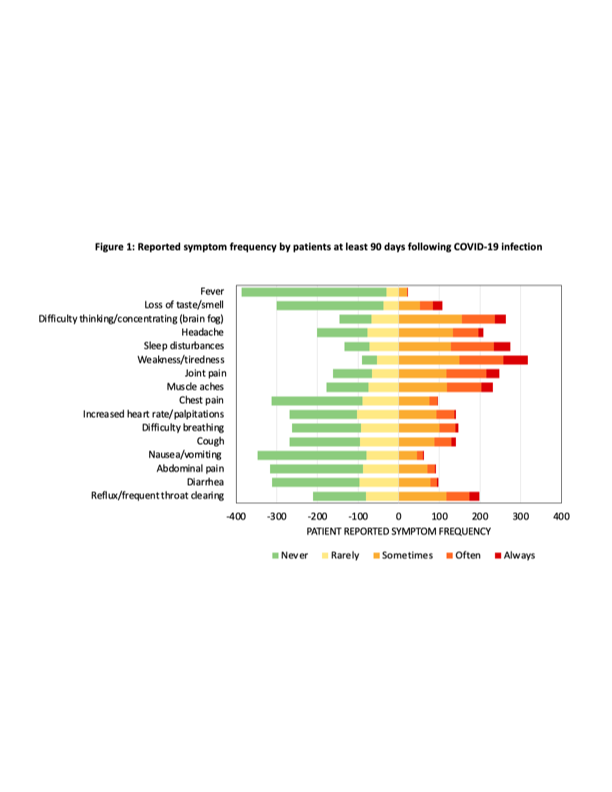 Figure 1: Reported symptom frequency by patients at least 90 days following COVID-19 infection
Fever
Loss of taste/smell
Difficulty thinking/concentrating (brain fog)
Headache
Sleep disturbances
Weakness/tiredness
Joint pain
Muscle aches
Chest pain
Increased heart rate/palpitations
Difficulty breathing
Cough
Nausea/vomiting
Abdominal pain
Diarrhea
Reflux/frequent throat clearing
-400 -300 -200 -100 0 100 200 300 400
PATIENT REPORTED SYMPTOM FREQUENCY
Never Rarely Sometimes Often Always